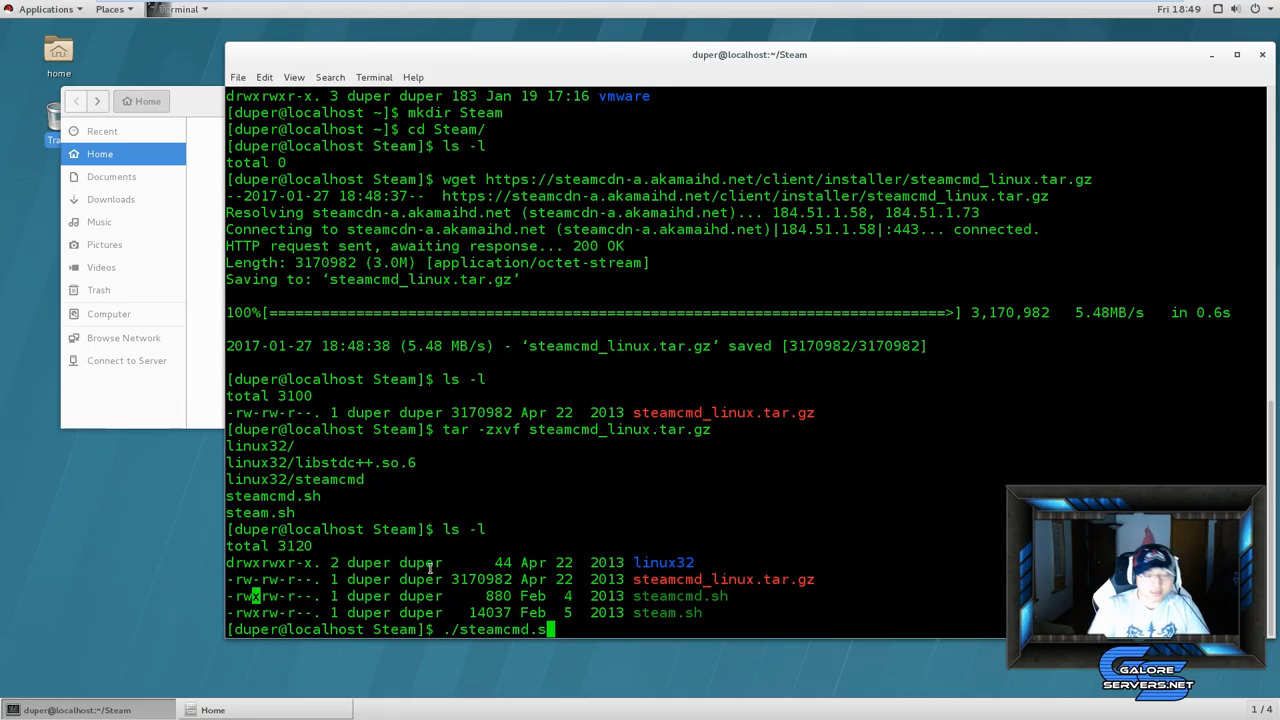 Applications Places Terminal Fri 18:49
home
duper@localhost:~/Steam
File Edit View Search Terminal Help
Home
Recent
Home
Documents
Downloads
Music
Pictures
Videos
Trash
Computer
Browse Network
Connect to Server
drwxrwxr-x. 3 duper duper 183 Jan 19 17:16 vmware
[duper@localhost ~]$ mkdir Steam
[duper@localhost ~]$ cd Steam/
[duper@localhost Steam]$ ls -l
total 0
[duper@localhost Steam]$ wget https://steamcdn-a.akamaihd.net/client/installer/steamcmd_linux.tar.gz
--2017-01-27 18:48:37-- https://steamcdn-a.akamaihd.net/client/installer/steamcmd_linux.tar.gz
Resolving steamcdn-a.akamaihd.net (steamcdn-a.akamaihd.net)... 184.51.1.58, 184.51.1.73
Connecting to steamcdn-a.akamaihd.net (steamcdn-a.akamaihd.net)|184.51.1.58|:443... connected.
HTTP request sent, awaiting response... 200 OK
Length: 3170982 (3.0M) [application/octet-stream]
Saving to: ‘steamcmd_linux.tar.gz’
100%[==============================================================================>] 3,170,982 5.48MB/s in 0.6s
2017-01-27 18:48:38 (5.48 MB/s) - ‘steamcmd_linux.tar.gz’ saved [3170982/3170982]
[duper@localhost Steam]$ ls -l
total 3100
-rw-rw-r--. 1 duper duper 3170982 Apr 22 2013 steamcmd_linux.tar.gz
[duper@localhost Steam]$ tar -zxvf steamcmd_linux.tar.gz
linux32/
linux32/libstdc++.so.6
linux32/steamcmd
steamcmd.sh
steam.sh
[duper@localhost Steam]$ ls -l
total 3120
drwxrwxr-x. 2 duper duper 44 Apr 22 2013 linux32
-rw-rw-r--. 1 duper duper 3170982 Apr 22 2013 steamcmd_linux.tar.gz
-rwxrw-r--. 1 duper duper 880 Feb 4 2013 steamcmd.sh
-rwxrw-r--. 1 duper duper 14037 Feb 5 2013 steam.sh
[duper@localhost Steam]$ ./steamcmd.s
GALORE
SERVERS.NET
duper@localhost:~/Steam Home 1 / 4